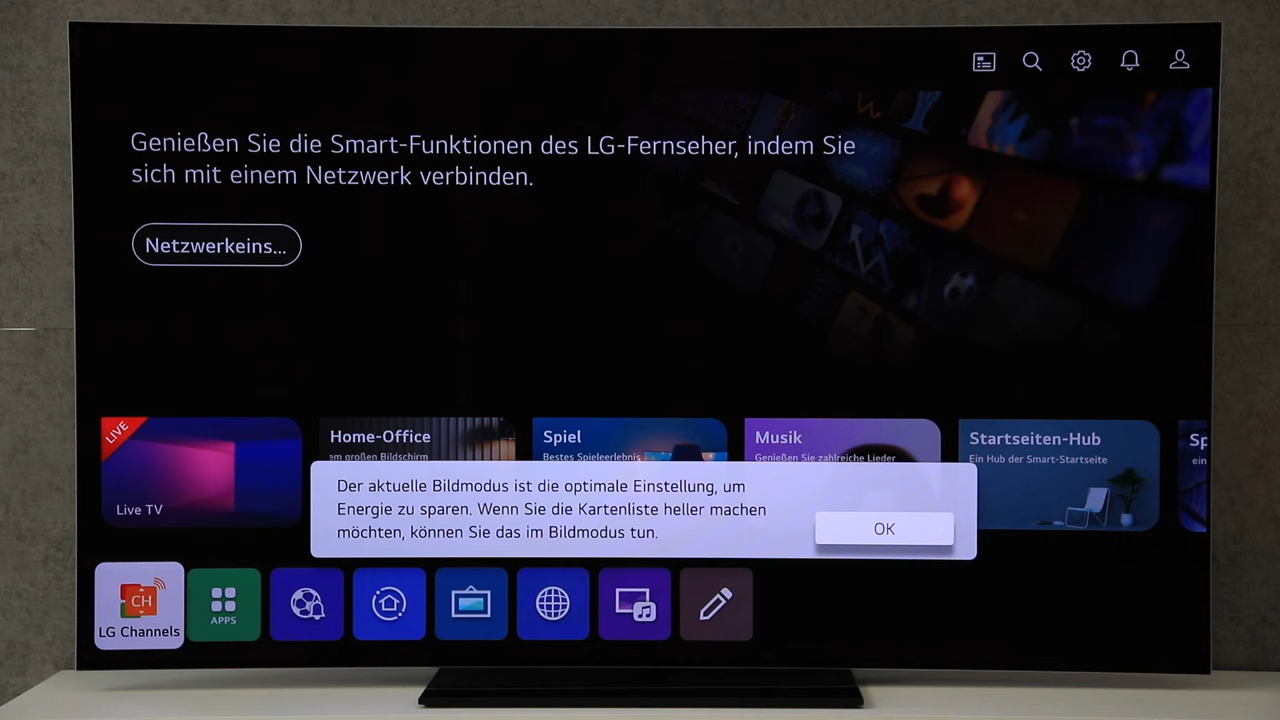 Genießen Sie die Smart-Funktionen des LG-Fernseher, indem Sie
sich mit einem Netzwerk verbinden.
Netzwerkeins...
LIVE
Live TV
Home-Office
em großen Bildschirm
Spiel
Bestes Spieleerlebnis
Musik
Genießen Sie zahlreiche Lieder
Startseiten-Hub
Ein Hub der Smart-Startseite
Sp
ein
Der aktuelle Bildmodus ist die optimale Einstellung, um
Energie zu sparen. Wenn Sie die Kartenliste heller machen
möchten, können Sie das im Bildmodus tun.
OK
CH
LG Channels
APPS